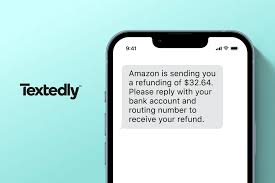 Textedly
9:41
Amazon is sending you
a refunding of $32.64.
Please reply with your
bank account and
routing number to
receive your refund.